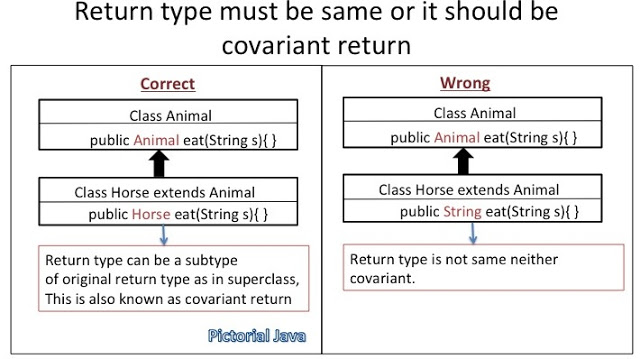 Return type must be same or it should be
covariant return
Correct
Class Animal
public Animal eat(String s){ }
Class Horse extends Animal
public Horse eat(String s){ }
Return type can be a subtype
of original return type as in superclass,
This is also known as covariant return
Pictorial Java
Wrong
Class Animal
public Animal eat(String s){ }
Class Horse extends Animal
public String eat(String s){ }
Return type is not same neither
covariant.